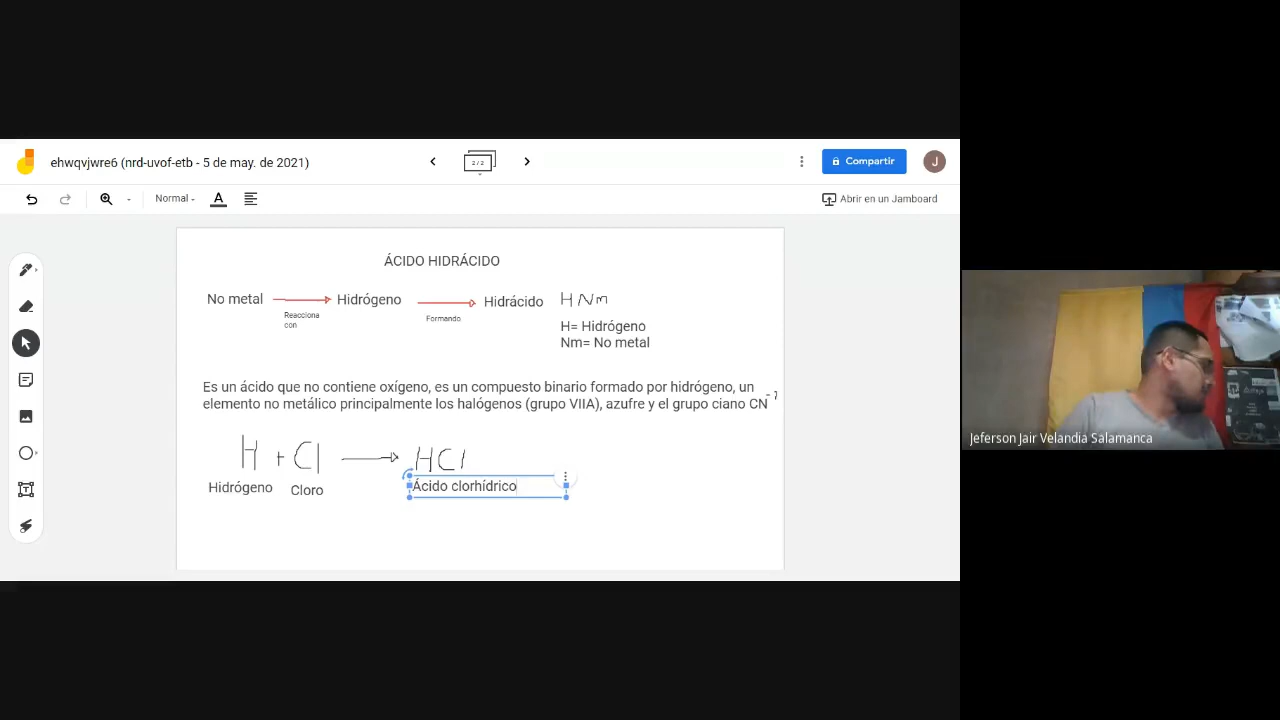 ehwqvjwre6 (nrd-uvof-etb - 5 de may. de 2021)
2 / 2
Compartir
J
Normal
A
Abrir en un Jamboard
ÁCIDO HIDRÁCIDO
No metal
Hidrógeno
Hidrácido
HNm
Reacciona
con
Formando
H= Hidrógeno
Nm= No metal
Es un ácido que no contiene oxígeno, es un compuesto binario formado por hidrógeno, un
elemento no metálico principalmente los halógenos (grupo VIIA), azufre y el grupo ciano CN-1
H + Cl
HCl
Hidrógeno
Cloro
Ácido clorhídrico
Jeferson Jair Velandia Salamanca